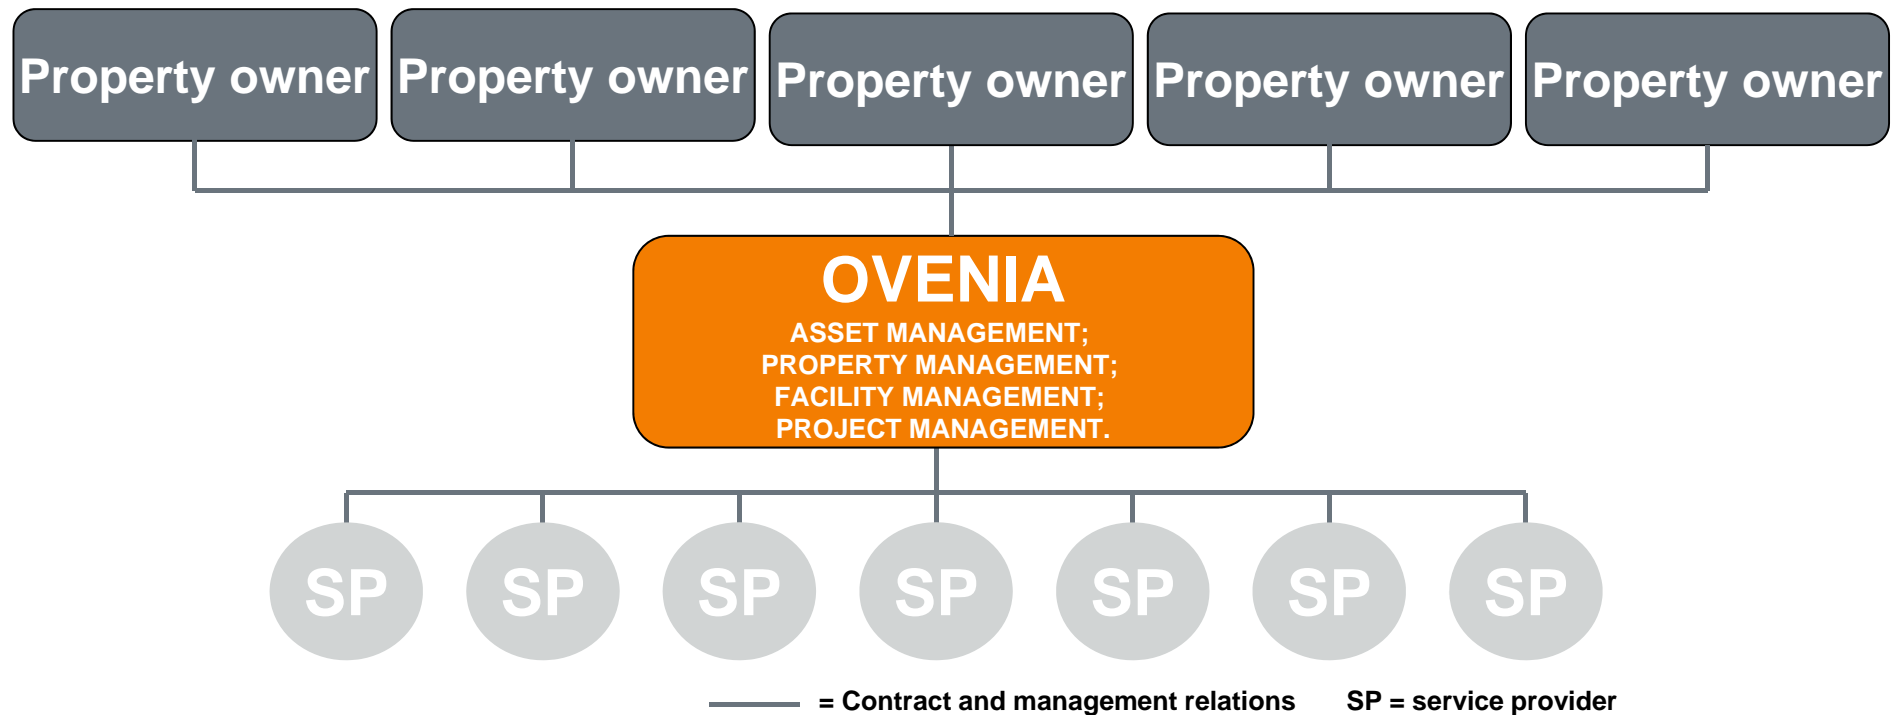 Property owner Property owner Property owner Property owner Property owner
OVENIA
ASSET MANAGEMENT;
PROPERTY MANAGEMENT;
FACILITY MANAGEMENT;
PROJECT MANAGEMENT.
SP SP SP SP SP SP SP
= Contract and management relations SP = service provider